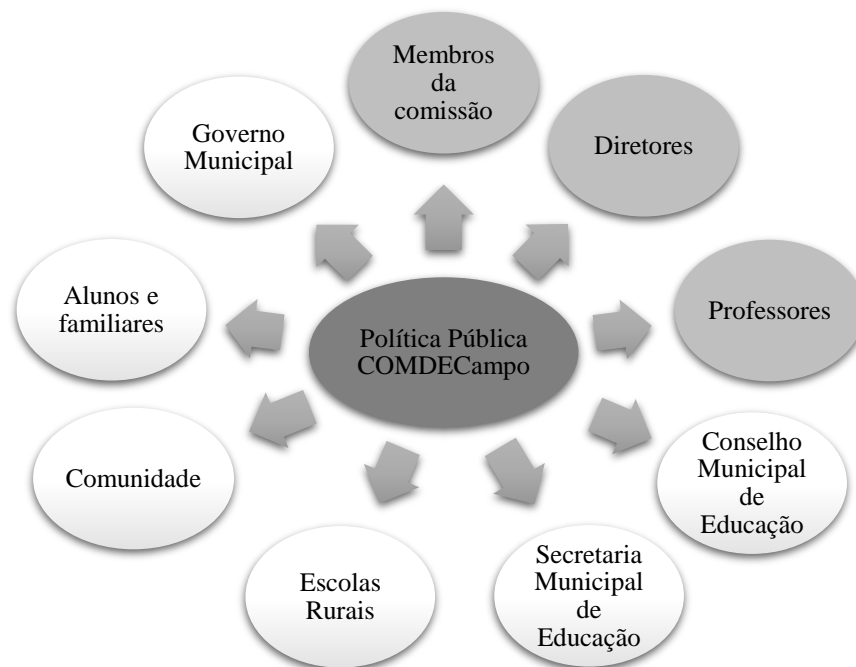 Membros
da
comissão
Governo
Municipal
Diretores
Alunos e
familiares
Política Pública
COMDECampo
Professores
Comunidade
Conselho
Municipal
de
Educação
Escolas
Rurais
Secretaria
Municipal
de
Educação